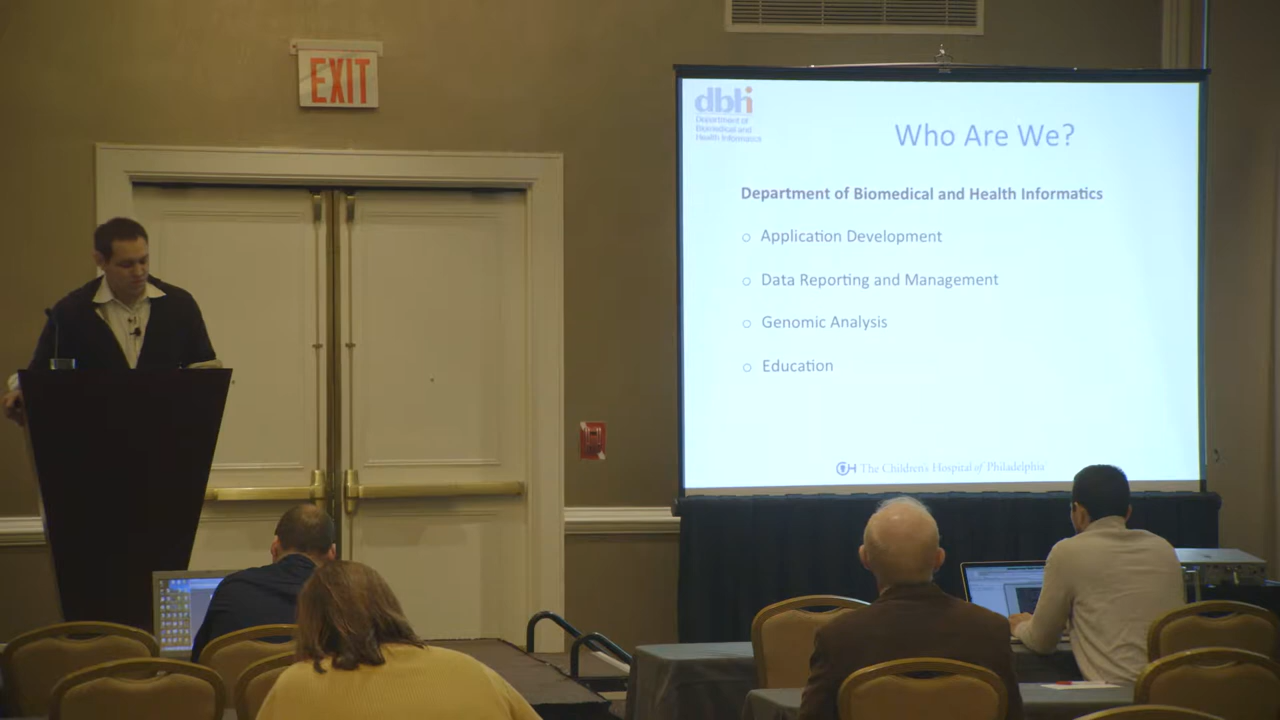 EXIT
dbhi
Department of
Biomedical and
Health Informatics
Who Are We?
Department of Biomedical and Health Informatics
○ Application Development
○ Data Reporting and Management
○ Genomic Analysis
○ Education
The Children's Hospital of Philadelphia